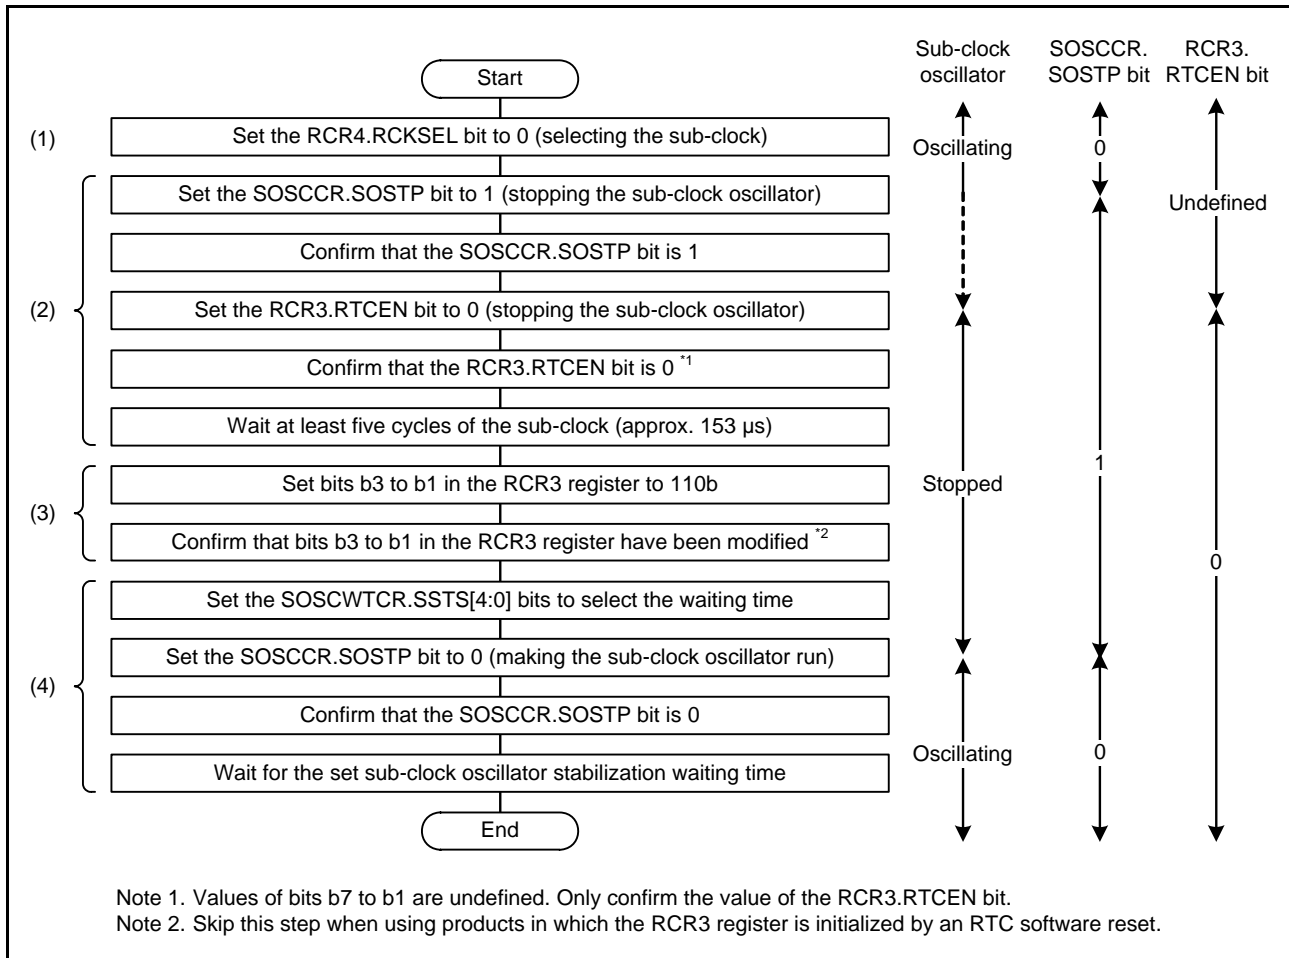 Sub-clock oscillator
SOSCCR. SOSTP bit
RCR3. RTCEN bit
Start
(1)
Set the RCR4.RCKSEL bit to 0 (selecting the sub-clock)
Oscillating
0
Set the SOSCCR.SOSTP bit to 1 (stopping the sub-clock oscillator)
Undefined
Confirm that the SOSCCR.SOSTP bit is 1
(2)
Set the RCR3.RTCEN bit to 0 (stopping the sub-clock oscillator)
Confirm that the RCR3.RTCEN bit is 0 *1
Wait at least five cycles of the sub-clock (approx. 153 µs)
1
Set bits b3 to b1 in the RCR3 register to 110b
Stopped
(3)
Confirm that bits b3 to b1 in the RCR3 register have been modified *2
0
Set the SOSCWTCR.SSTS[4:0] bits to select the waiting time
Set the SOSCCR.SOSTP bit to 0 (making the sub-clock oscillator run)
(4)
Confirm that the SOSCCR.SOSTP bit is 0
Oscillating
0
Wait for the set sub-clock oscillator stabilization waiting time
End
Note 1. Values of bits b7 to b1 are undefined. Only confirm the value of the RCR3.RTCEN bit.
Note 2. Skip this step when using products in which the RCR3 register is initialized by an RTC software reset.